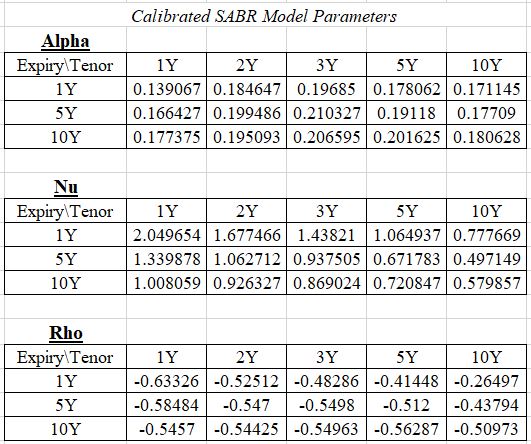 Calibrated SABR Model Parameters
Alpha
Expiry\Tenor 1Y 2Y 3Y 5Y 10Y
1Y 0.139067 0.184647 0.19685 0.178062 0.171145
5Y 0.166427 0.199486 0.210327 0.19118 0.17709
10Y 0.177375 0.195093 0.206595 0.201625 0.180628
Nu
Expiry\Tenor 1Y 2Y 3Y 5Y 10Y
1Y 2.049654 1.677466 1.43821 1.064937 0.777669
5Y 1.339878 1.062712 0.937505 0.671783 0.497149
10Y 1.008059 0.926327 0.869024 0.720847 0.579857
Rho
Expiry\Tenor 1Y 2Y 3Y 5Y 10Y
1Y -0.63326 -0.52512 -0.48286 -0.41448 -0.26497
5Y -0.58484 -0.547 -0.5498 -0.512 -0.43794
10Y -0.5457 -0.54425 -0.54963 -0.56287 -0.50973